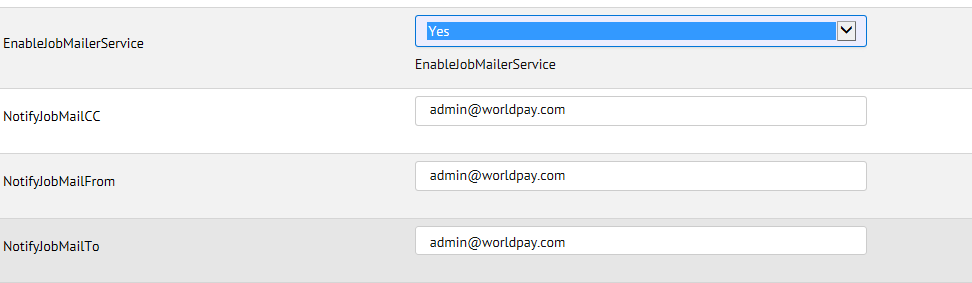 EnableJobMailerService
Yes
EnableJobMailerService
NotifyJobMailCC
admin@worldpay.com
NotifyJobMailFrom
admin@worldpay.com
NotifyJobMailTo
admin@worldpay.com